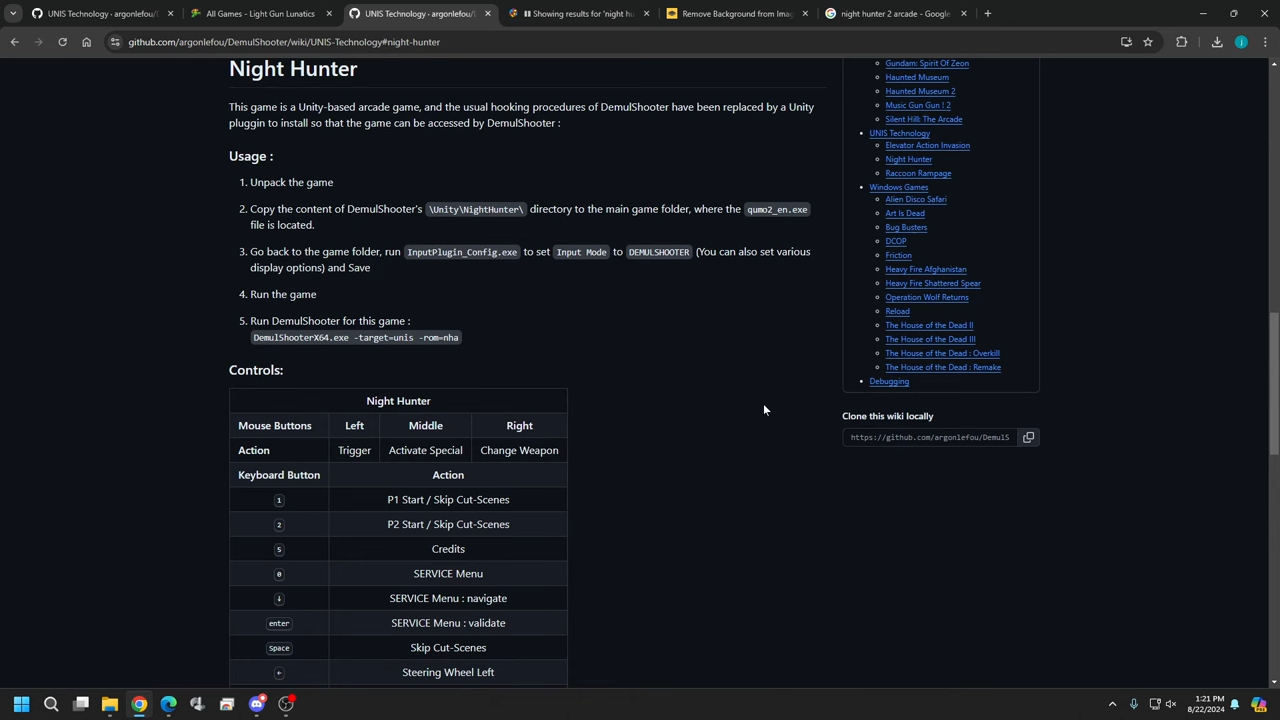 UNIS Technology · argonlefou/D
All Games - Light Gun Lunatics
UNIS Technology · argonlefou/D
Showing results for 'night hu
Remove Background from Imag
night hunter 2 arcade - Google
github.com/argonlefou/DemulShooter/wiki/UNIS-Technology#night-hunter
Night Hunter
This game is a Unity-based arcade game, and the usual hooking procedures of DemulShooter have been replaced by a Unity
plugin to install so that the game can be accessed by DemulShooter :
Usage :
1. Unpack the game
2. Copy the content of DemulShooter's \Unity\NightHunter\ directory to the main game folder, where the qumo2_en.exe
file is located.
3. Go back to the game folder, run InputPlugin_Config.exe to set Input Mode to DEMULSHOOTER (You can also set various
display options) and Save
4. Run the game
5. Run DemulShooter for this game :
DemulShooterX64.exe -target=unis -rom=nha
Controls:
Night Hunter
Mouse Buttons Left Middle Right
Action Trigger Activate Special Change Weapon
Keyboard Button Action
1 P1 Start / Skip Cut-Scenes
2 P2 Start / Skip Cut-Scenes
5 Credits
0 SERVICE Menu
↓ SERVICE Menu : navigate
enter SERVICE Menu : validate
Space Skip Cut-Scenes
← Steering Wheel Left
Gundam: Spirit Of Zeon
Haunted Museum
Haunted Museum 2
Music Gun Gun ! 2
Silent Hill: The Arcade
UNIS Technology
Elevator Action Invasion
Night Hunter
Raccoon Rampage
Windows Games
Alien Disco Safari
Art Is Dead
Bug Busters
DCOP
Friction
Heavy Fire Afghanistan
Heavy Fire Shattered Spear
Operation Wolf Returns
Reload
The House of the Dead II
The House of the Dead III
The House of the Dead : Overkill
The House of the Dead : Remake
Debugging
Clone this wiki locally
https://github.com/argonlefou/DemulS
1:21 PM
8/22/2024